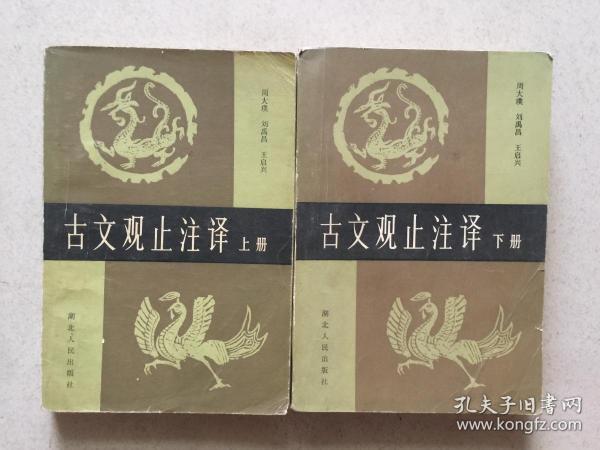 周大璞 刘禹昌 王启兴
古文观止注译 上册
湖北人民出版社
周大璞 刘禹昌 王启兴
古文观止注译 下册
湖北人民出版社
孔夫子旧书网
www.kongfz.com